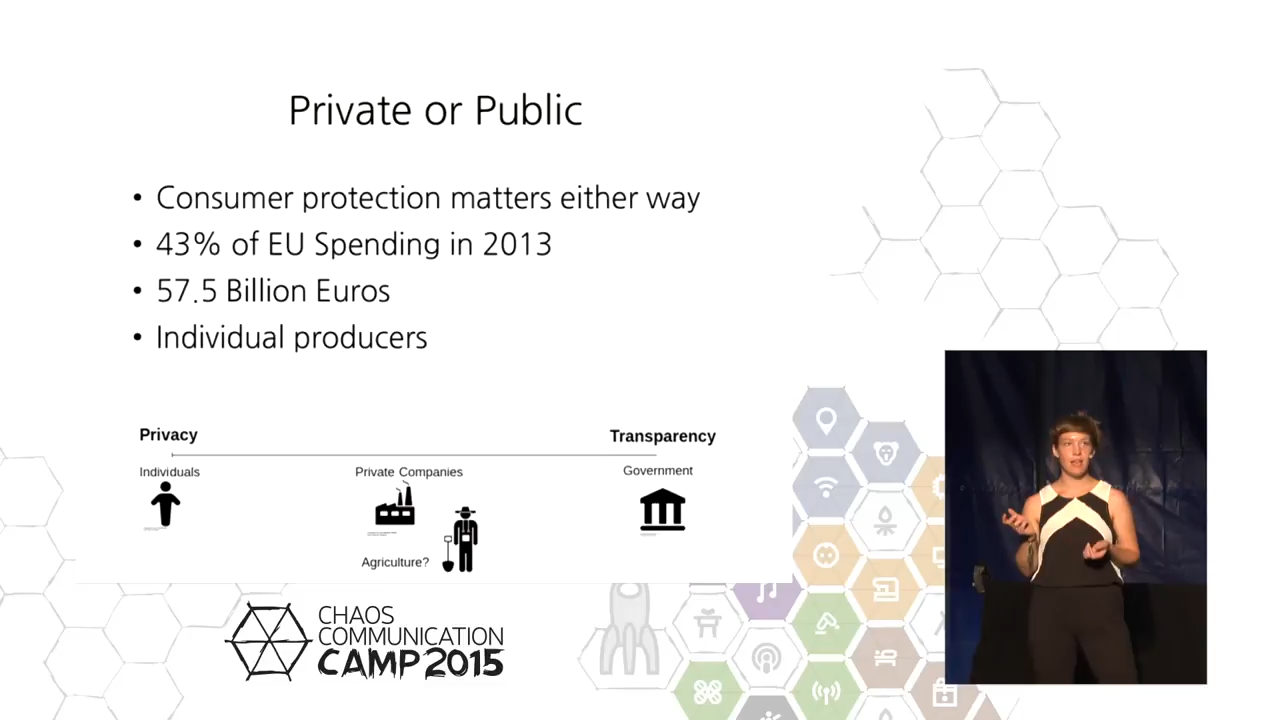 Private or Public
• Consumer protection matters either way
• 43% of EU Spending in 2013
• 57.5 Billion Euros
• Individual producers
Privacy
Transparency
Individuals
Private Companies
Government
Agriculture?
CHAOS
COMMUNICATION
CAMP 2015